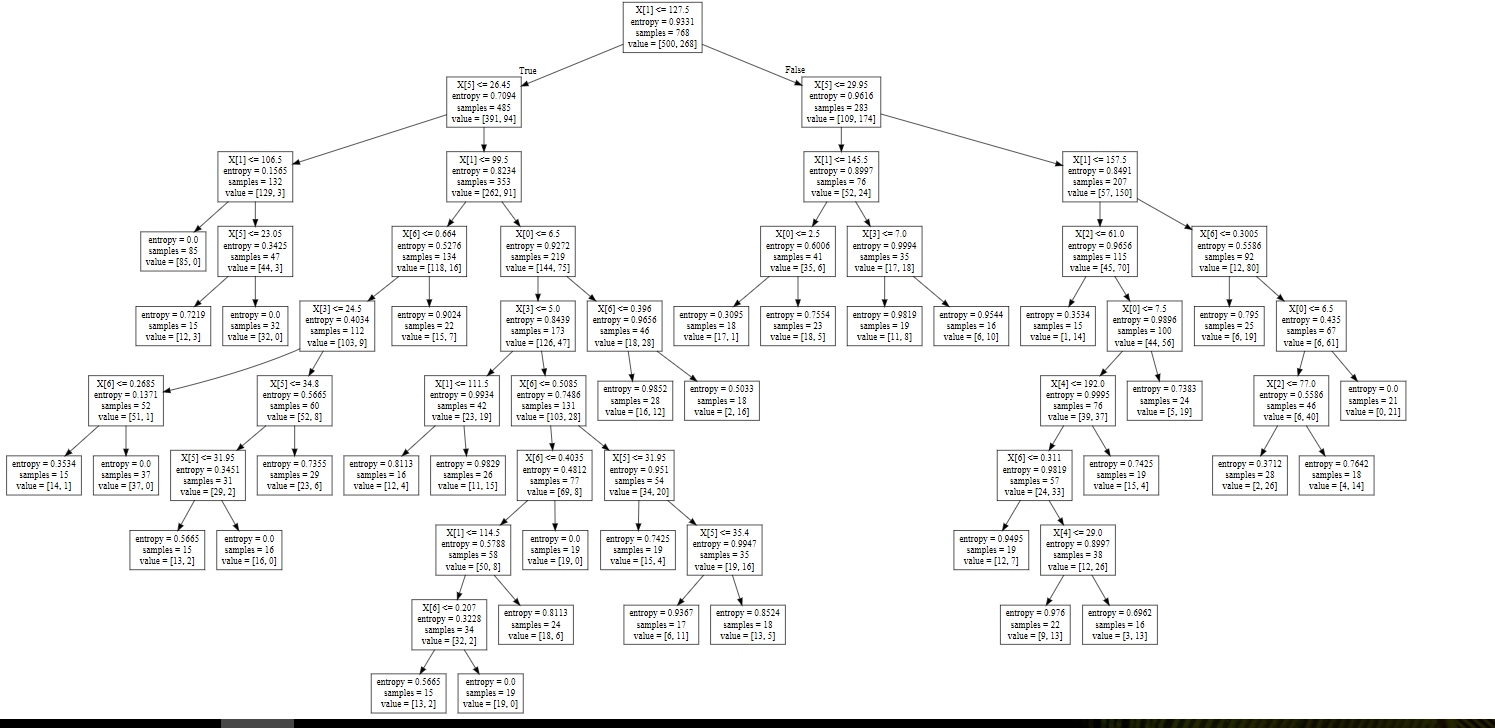 X[1] <= 127.5
entropy = 0.9331
samples = 768
value = [500, 268]
True
False
X[5] <= 26.45
entropy = 0.7094
samples = 485
value = [391, 94]
X[5] <= 29.95
entropy = 0.9616
samples = 283
value = [109, 174]
X[1] <= 106.5
entropy = 0.1565
samples = 132
value = [129, 3]
X[1] <= 99.5
entropy = 0.8234
samples = 353
value = [262, 91]
X[1] <= 145.5
entropy = 0.8997
samples = 76
value = [52, 24]
X[1] <= 157.5
entropy = 0.8491
samples = 207
value = [57, 150]
entropy = 0.0
samples = 85
value = [85, 0]
X[5] <= 23.05
entropy = 0.3425
samples = 47
value = [44, 3]
X[6] <= 0.664
entropy = 0.5276
samples = 134
value = [118, 16]
X[0] <= 6.5
entropy = 0.9272
samples = 219
value = [144, 75]
X[0] <= 2.5
entropy = 0.6006
samples = 41
value = [35, 6]
X[3] <= 7.0
entropy = 0.9994
samples = 35
value = [17, 18]
X[2] <= 61.0
entropy = 0.9656
samples = 115
value = [45, 70]
X[6] <= 0.3005
entropy = 0.5586
samples = 92
value = [12, 80]
entropy = 0.7219
samples = 15
value = [12, 3]
entropy = 0.0
samples = 32
value = [32, 0]
X[3] <= 24.5
entropy = 0.4034
samples = 112
value = [103, 9]
entropy = 0.9024
samples = 22
value = [15, 7]
X[3] <= 5.0
entropy = 0.8439
samples = 173
value = [126, 47]
X[6] <= 0.396
entropy = 0.9656
samples = 46
value = [18, 28]
entropy = 0.3095
samples = 18
value = [17, 1]
entropy = 0.7554
samples = 23
value = [18, 5]
entropy = 0.9819
samples = 19
value = [11, 8]
entropy = 0.9544
samples = 16
value = [6, 10]
entropy = 0.3534
samples = 15
value = [1, 14]
X[0] <= 7.5
entropy = 0.9896
samples = 100
value = [44, 56]
entropy = 0.795
samples = 25
value = [6, 19]
X[0] <= 6.5
entropy = 0.435
samples = 67
value = [6, 61]
X[6] <= 0.2685
entropy = 0.1371
samples = 52
value = [51, 1]
X[5] <= 34.8
entropy = 0.5665
samples = 60
value = [52, 8]
X[1] <= 111.5
entropy = 0.9934
samples = 42
value = [23, 19]
X[6] <= 0.5085
entropy = 0.7486
samples = 131
value = [103, 28]
entropy = 0.9852
samples = 28
value = [16, 12]
entropy = 0.5033
samples = 18
value = [2, 16]
X[4] <= 192.0
entropy = 0.9995
samples = 76
value = [39, 37]
entropy = 0.7383
samples = 24
value = [5, 19]
X[2] <= 77.0
entropy = 0.5586
samples = 46
value = [6, 40]
entropy = 0.0
samples = 21
value = [0, 21]
entropy = 0.3534
samples = 15
value = [14, 1]
entropy = 0.0
samples = 37
value = [37, 0]
X[5] <= 31.95
entropy = 0.3451
samples = 31
value = [29, 2]
entropy = 0.7355
samples = 29
value = [23, 6]
entropy = 0.8113
samples = 16
value = [12, 4]
entropy = 0.9829
samples = 26
value = [11, 15]
X[6] <= 0.4035
entropy = 0.4812
samples = 77
value = [69, 8]
X[5] <= 31.95
entropy = 0.951
samples = 54
value = [34, 20]
X[6] <= 0.311
entropy = 0.9819
samples = 57
value = [24, 33]
entropy = 0.7425
samples = 19
value = [15, 4]
entropy = 0.3712
samples = 28
value = [2, 26]
entropy = 0.7642
samples = 18
value = [4, 14]
entropy = 0.5665
samples = 15
value = [13, 2]
entropy = 0.0
samples = 16
value = [16, 0]
X[1] <= 114.5
entropy = 0.5788
samples = 58
value = [50, 8]
entropy = 0.0
samples = 19
value = [19, 0]
entropy = 0.7425
samples = 19
value = [15, 4]
X[5] <= 35.4
entropy = 0.9947
samples = 35
value = [19, 16]
entropy = 0.9495
samples = 19
value = [12, 7]
X[4] <= 29.0
entropy = 0.8997
samples = 38
value = [12, 26]
X[6] <= 0.207
entropy = 0.3228
samples = 34
value = [32, 2]
entropy = 0.8113
samples = 24
value = [18, 6]
entropy = 0.9367
samples = 17
value = [6, 11]
entropy = 0.8524
samples = 18
value = [13, 5]
entropy = 0.976
samples = 22
value = [9, 13]
entropy = 0.6962
samples = 16
value = [3, 13]
entropy = 0.5665
samples = 15
value = [13, 2]
entropy = 0.0
samples = 19
value = [19, 0]